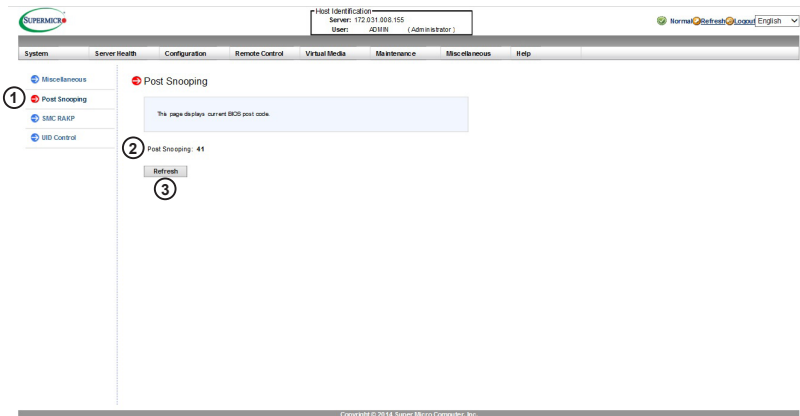 SUPERMICRO
Host Identification
Server: 172.031.008.155
User: ADMIN (Administrator)
Normal Refresh Logout English
System Server Health Configuration Remote Control Virtual Media Maintenance Miscellaneous Help
Miscellaneous
1 Post Snooping
SMC RAKP
UID Control
Post Snooping
This page displays current BIOS post code.
2 Post Snooping: 41
Refresh
3
Copyright © 2014 Super Micro Computer, Inc.